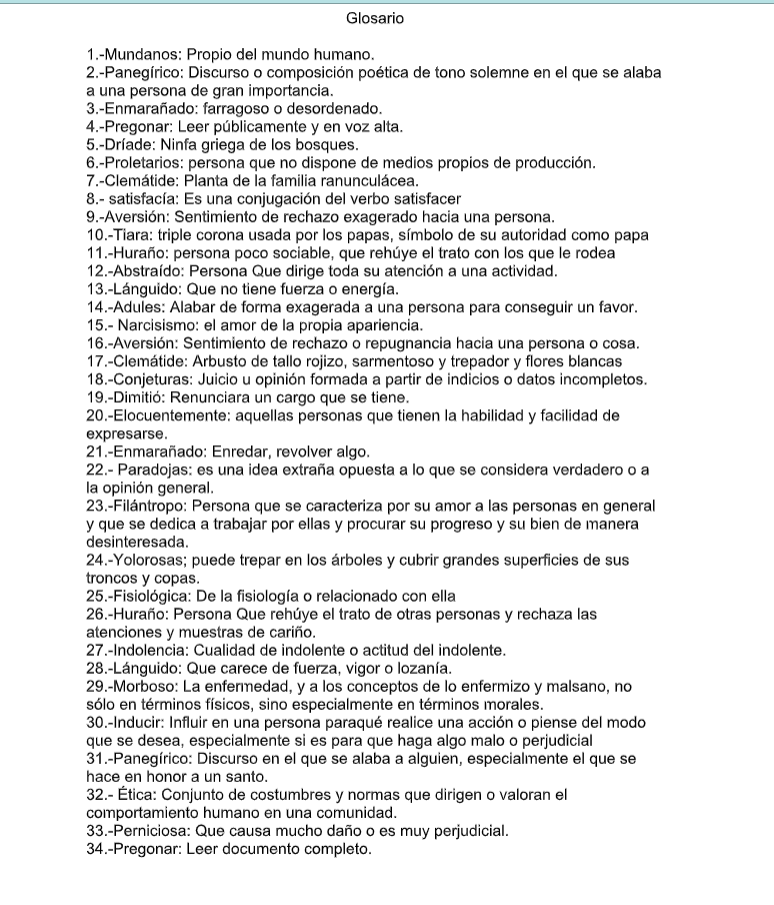 Glosario
1.-Mundanos: Propio del mundo humano.
2.-Panegírico: Discurso o composición poética de tono solemne en el que se alaba
a una persona de gran importancia.
3.-Enmarañado: farragoso o desordenado.
4.-Pregonar: Leer públicamente y en voz alta.
5.-Dríade: Ninfa griega de los bosques.
6.-Proletarios: persona que no dispone de medios propios de producción.
7.-Clemátide: Planta de la familia ranunculácea.
8.- satisfacía: Es una conjugación del verbo satisfacer
9.-Aversión: Sentimiento de rechazo exagerado hacia una persona.
10.-Tiara: triple corona usada por los papas, símbolo de su autoridad como papa
11.-Huraño: persona poco sociable, que rehúye el trato con los que le rodea
12.-Abstraído: Persona Que dirige toda su atención a una actividad.
13.-Lánguido: Que no tiene fuerza o energía.
14.-Adules: Alabar de forma exagerada a una persona para conseguir un favor.
15.- Narcisismo: el amor de la propia apariencia.
16.-Aversión: Sentimiento de rechazo o repugnancia hacia una persona o cosa.
17.-Clemátide: Arbusto de tallo rojizo, sarmentoso y trepador y flores blancas
18.-Conjeturas: Juicio u opinión formada a partir de indicios o datos incompletos.
19.-Dimitió: Renunciara un cargo que se tiene.
20.-Elocuentemente: aquellas personas que tienen la habilidad y facilidad de
expresarse.
21.-Enmarañado: Enredar, revolver algo.
22.- Paradojas: es una idea extraña opuesta a lo que se considera verdadero o a
la opinión general.
23.-Filántropo: Persona que se caracteriza por su amor a las personas en general
y que se dedica a trabajar por ellas y procurar su progreso y su bien de manera
desinteresada.
24.-Yolorosas; puede trepar en los árboles y cubrir grandes superficies de sus
troncos y copas.
25.-Fisiológica: De la fisiología o relacionado con ella
26.-Huraño: Persona Que rehúye el trato de otras personas y rechaza las
atenciones y muestras de cariño.
27.-Indolencia: Cualidad de indolente o actitud del indolente.
28.-Lánguido: Que carece de fuerza, vigor o lozanía.
29.-Morboso: La enfermedad, y a los conceptos de lo enfermizo y malsano, no
sólo en términos físicos, sino especialmente en términos morales.
30.-Inducir: Influir en una persona paraqué realice una acción o piense del modo
que se desea, especialmente si es para que haga algo malo o perjudicial
31.-Panegírico: Discurso en el que se alaba a alguien, especialmente el que se
hace en honor a un santo.
32.- Ética: Conjunto de costumbres y normas que dirigen o valoran el
comportamiento humano en una comunidad.
33.-Perniciosa: Que causa mucho daño o es muy perjudicial.
34.-Pregonar: Leer documento completo.